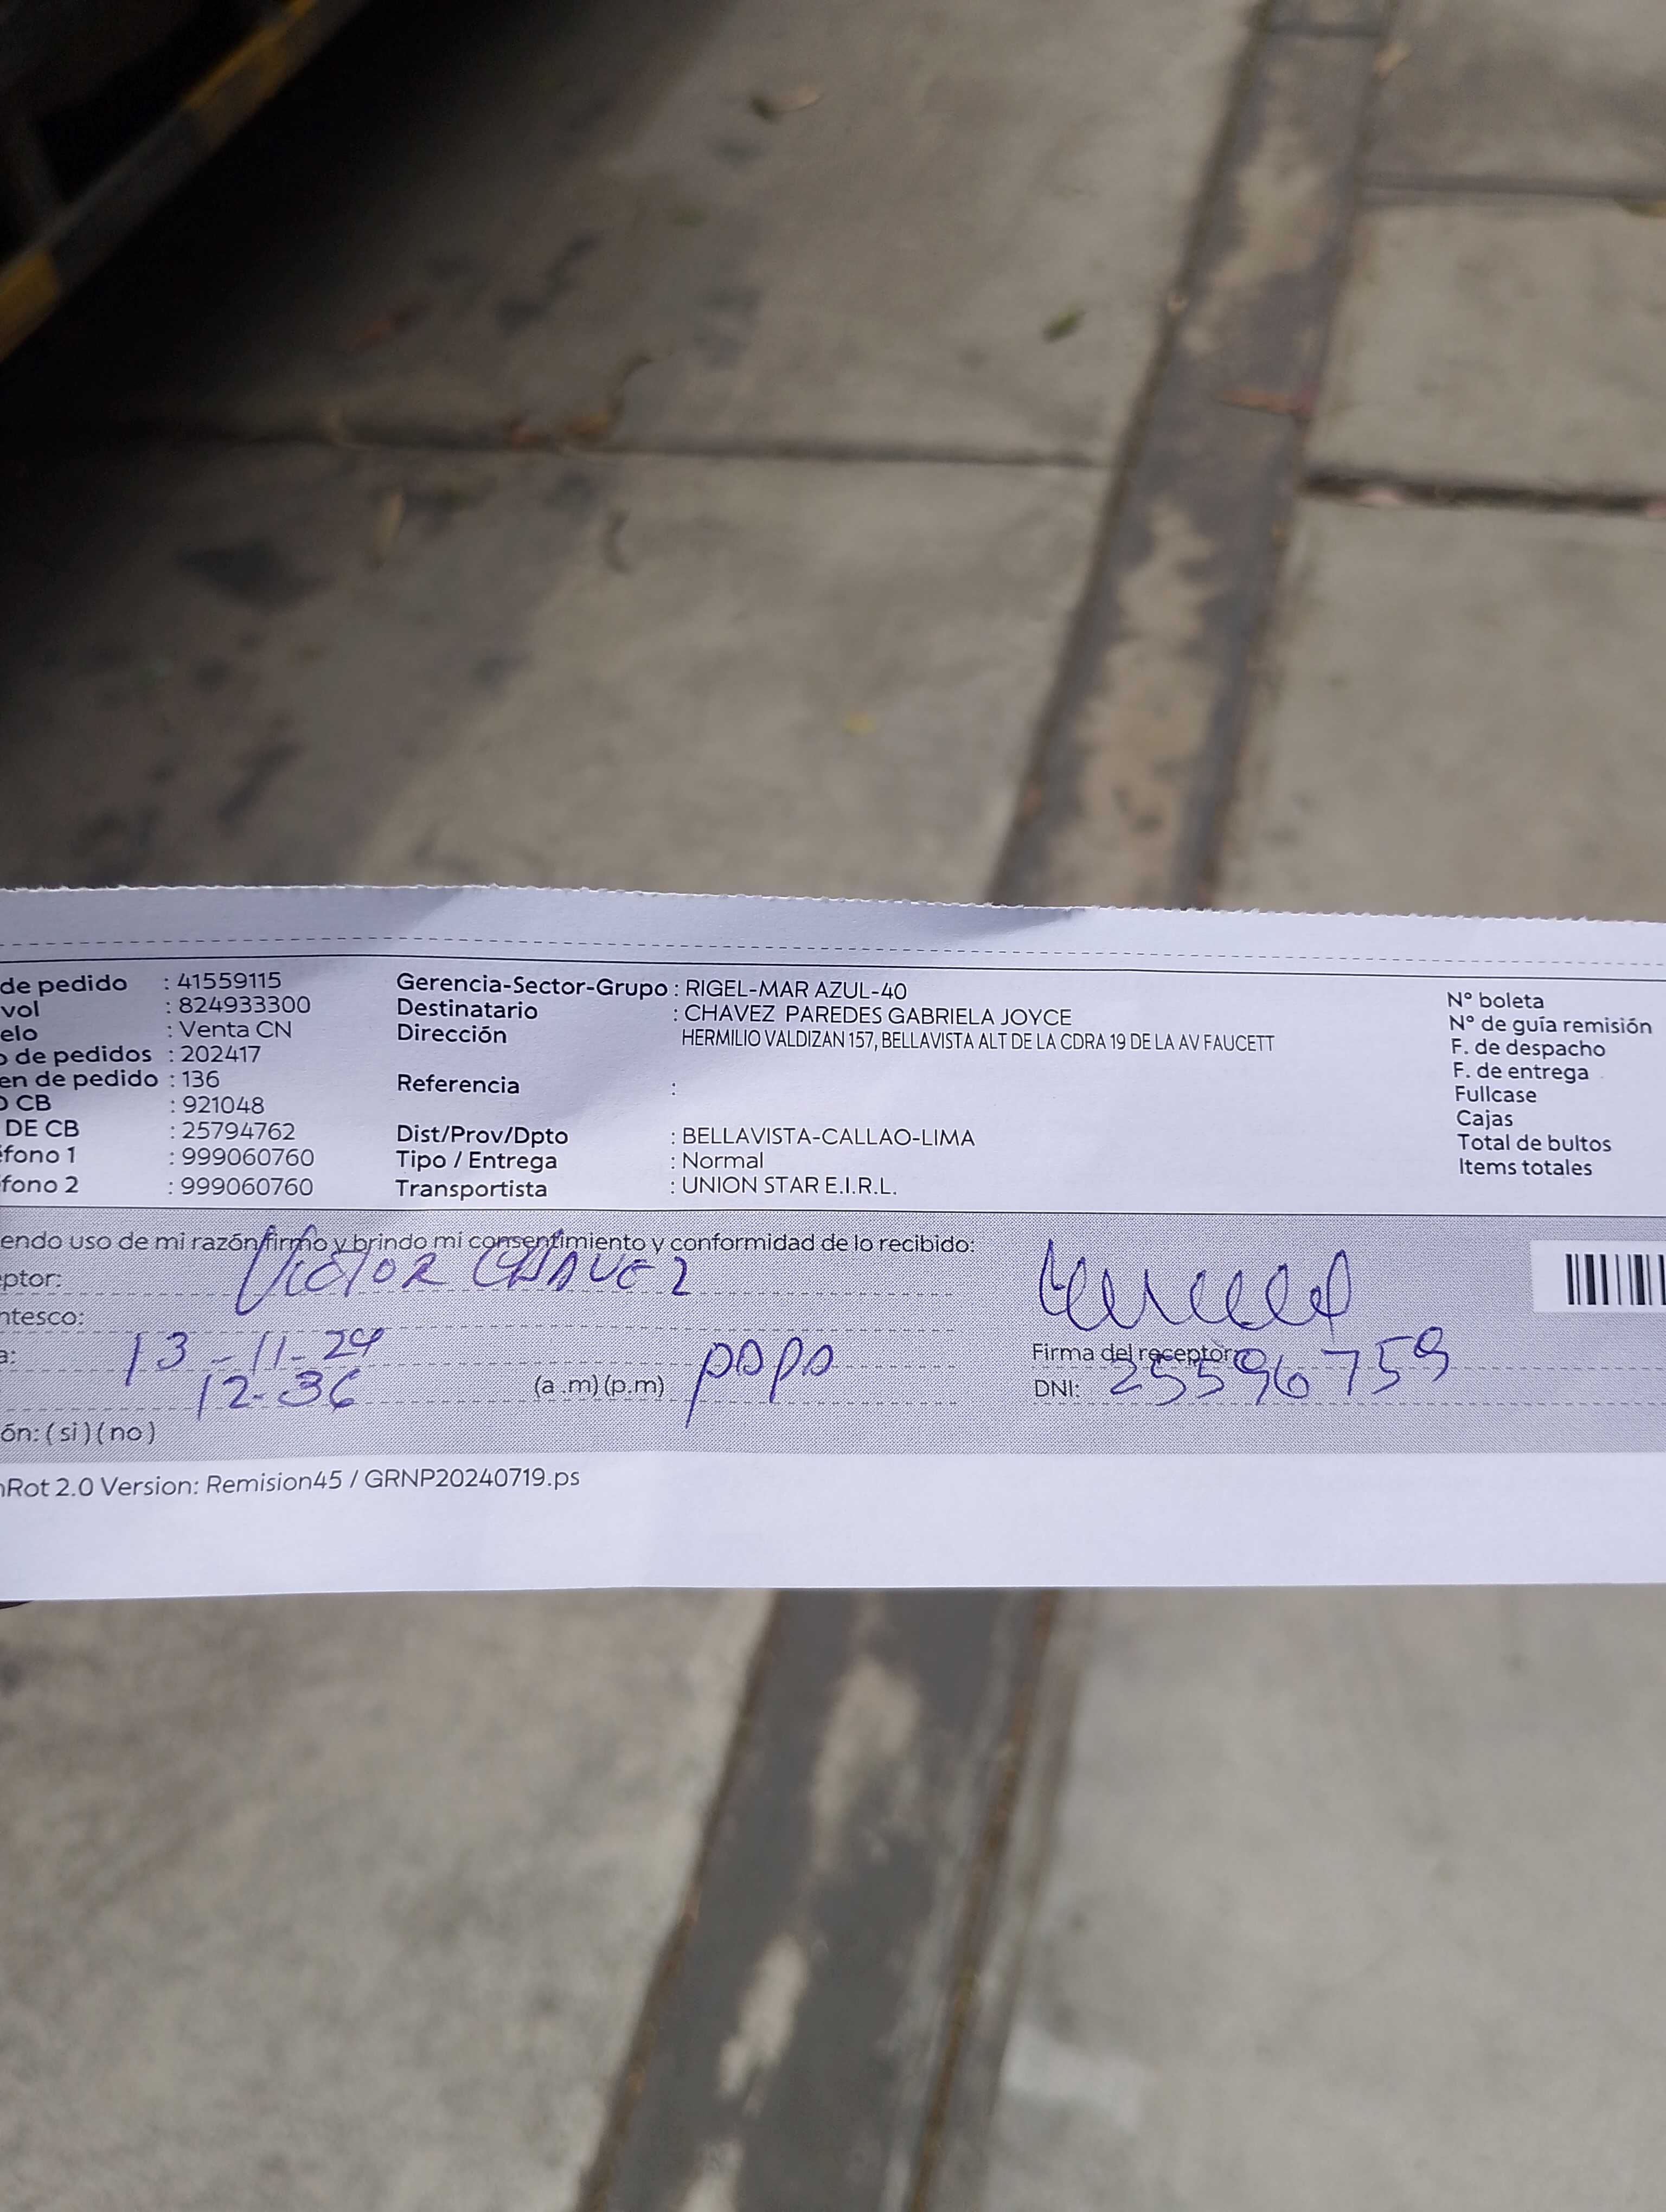 de pedido : 41559115
vol : 824933300
elo : Venta CN
o de pedidos : 202417
en de pedido : 136
O CB : 921048
DE CB : 25794762
éfono 1 : 999060760
fono 2 : 999060760
Gerencia-Sector-Grupo : RIGEL-MAR AZUL-40
Destinatario : CHAVEZ PAREDES GABRIELA JOYCE
Dirección HERMILIO VALDIZAN 157, BELLAVISTA ALT DE LA CDRA 19 DE LA AV FAUCETT
Referencia :
Dist/Prov/Dpto : BELLAVISTA-CALLAO-LIMA
Tipo / Entrega : Normal
Transportista : UNION STAR E.I.R.L.
N° boleta
N° de guía remisión
F. de despacho
F. de entrega
Fullcase
Cajas
Total de bultos
Items totales
endo uso de mi razón firmo y brindo mi consentimiento y conformidad de lo recibido:
eptor: VICTOR CHAVEZ
ntesco:
a: 13-11-24
12-36 (a .m) (p.m) papa
Firma del receptor
DNI: 25596759
ón: ( si ) ( no )
nRot 2.0 Version: Remision45 / GRNP20240719.ps